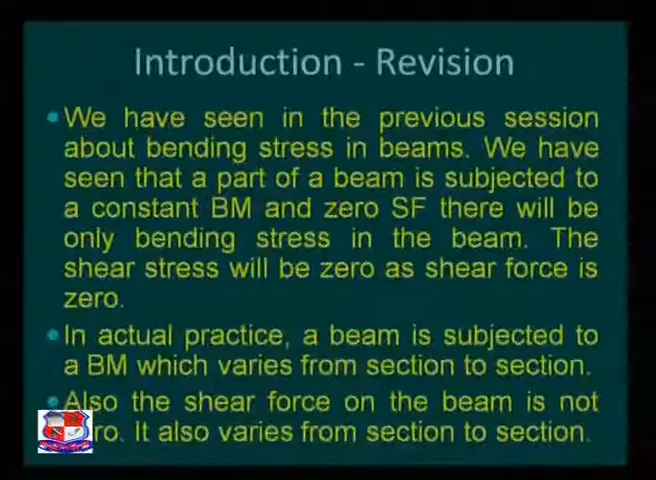 Introduction - Revision
We have seen in the previous session
about bending stress in beams. We have
seen that a part of a beam is subjected to
a constant BM and zero SF there will be
only bending stress in the beam. The
shear stress will be zero as shear force is
zero.
In actual practice, a beam is subjected to
a BM which varies from section to section.
Also the shear force on the beam is not
ero. It also varies from section to section.